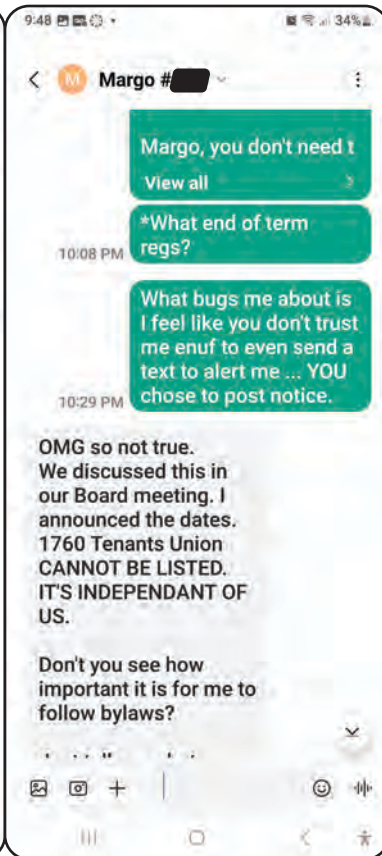 9:48
34%
M Margo #
Margo, you don't need t
View all
*What end of term
regs?
10:08 PM
What bugs me about is
I feel like you don't trust
me enuf to even send a
text to alert me ... YOU
chose to post notice.
10:29 PM
OMG so not true.
We discussed this in
our Board meeting. I
announced the dates.
1760 Tenants Union
CANNOT BE LISTED.
IT'S INDEPENDANT OF
US.
Don't you see how
important it is for me to
follow bylaws?